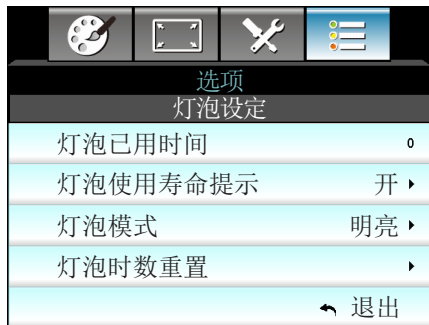 选项
灯泡设定
灯泡已用时间 0
灯泡使用寿命提示 开
灯泡模式 明亮
灯泡时数重置
退出